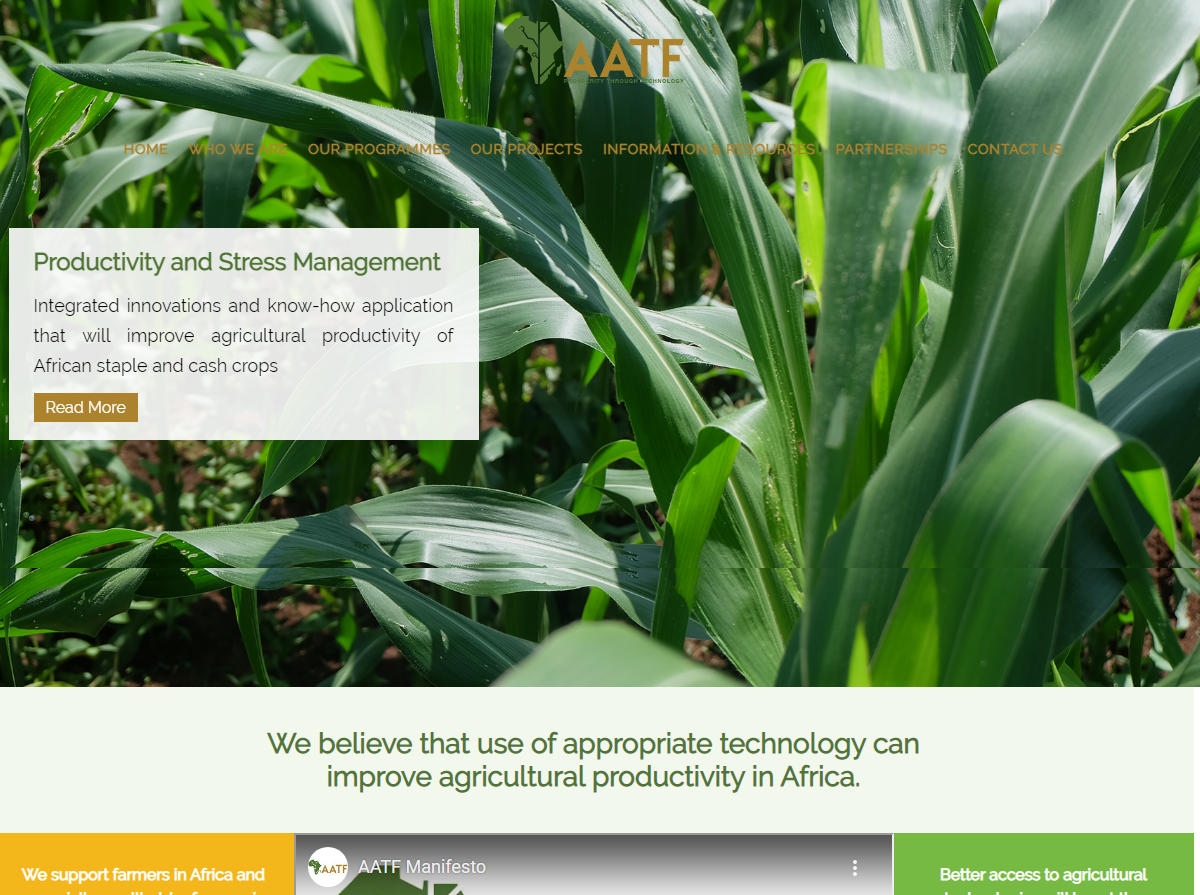 AATF
PROSPERITY THROUGH TECHNOLOGY
HOME WHO WE ARE OUR PROGRAMMES OUR PROJECTS INFORMATION & RESOURCES PARTNERSHIPS CONTACT US
Productivity and Stress Management
Integrated innovations and know-how application
that will improve agricultural productivity of
African staple and cash crops
Read More
We believe that use of appropriate technology can
improve agricultural productivity in Africa.
We support farmers in Africa and
AATF
AATF Manifesto
Better access to agricultural